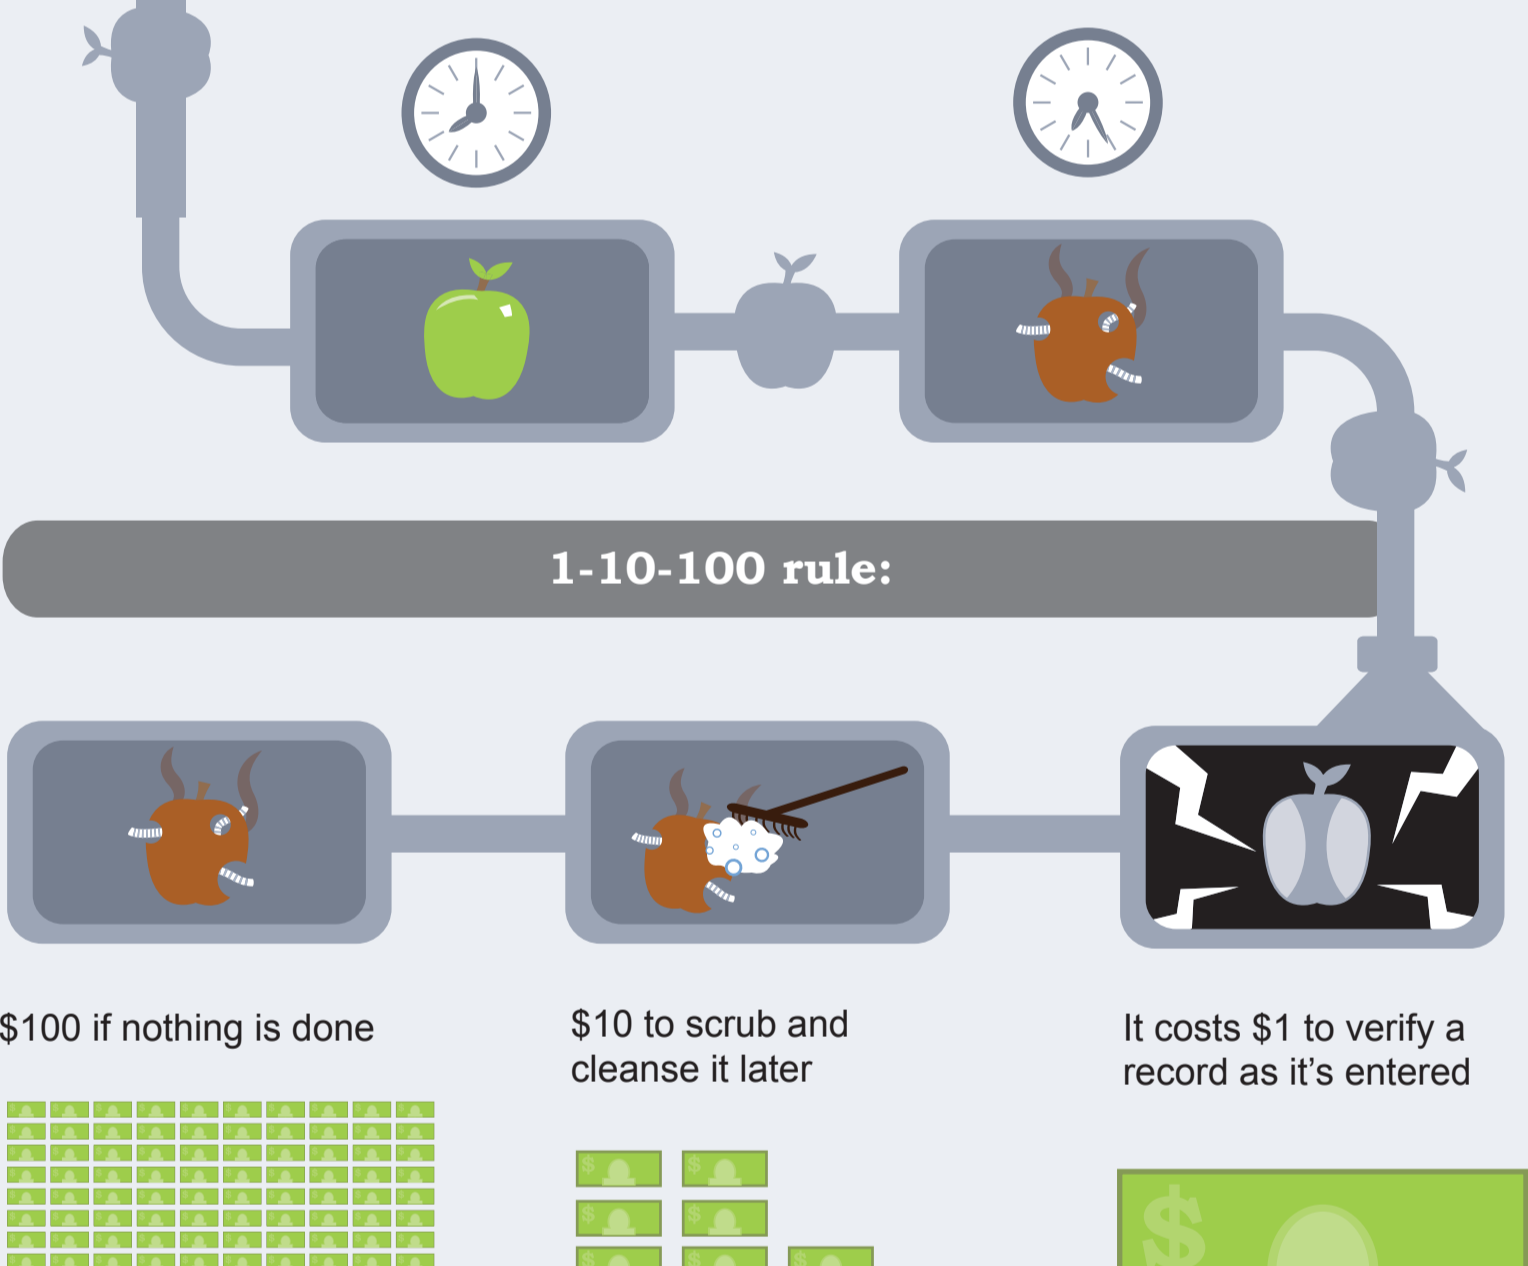 1-10-100 rule:
$100 if nothing is done
$10 to scrub and
cleanse it later
It costs $1 to verify a
record as it’s entered
$